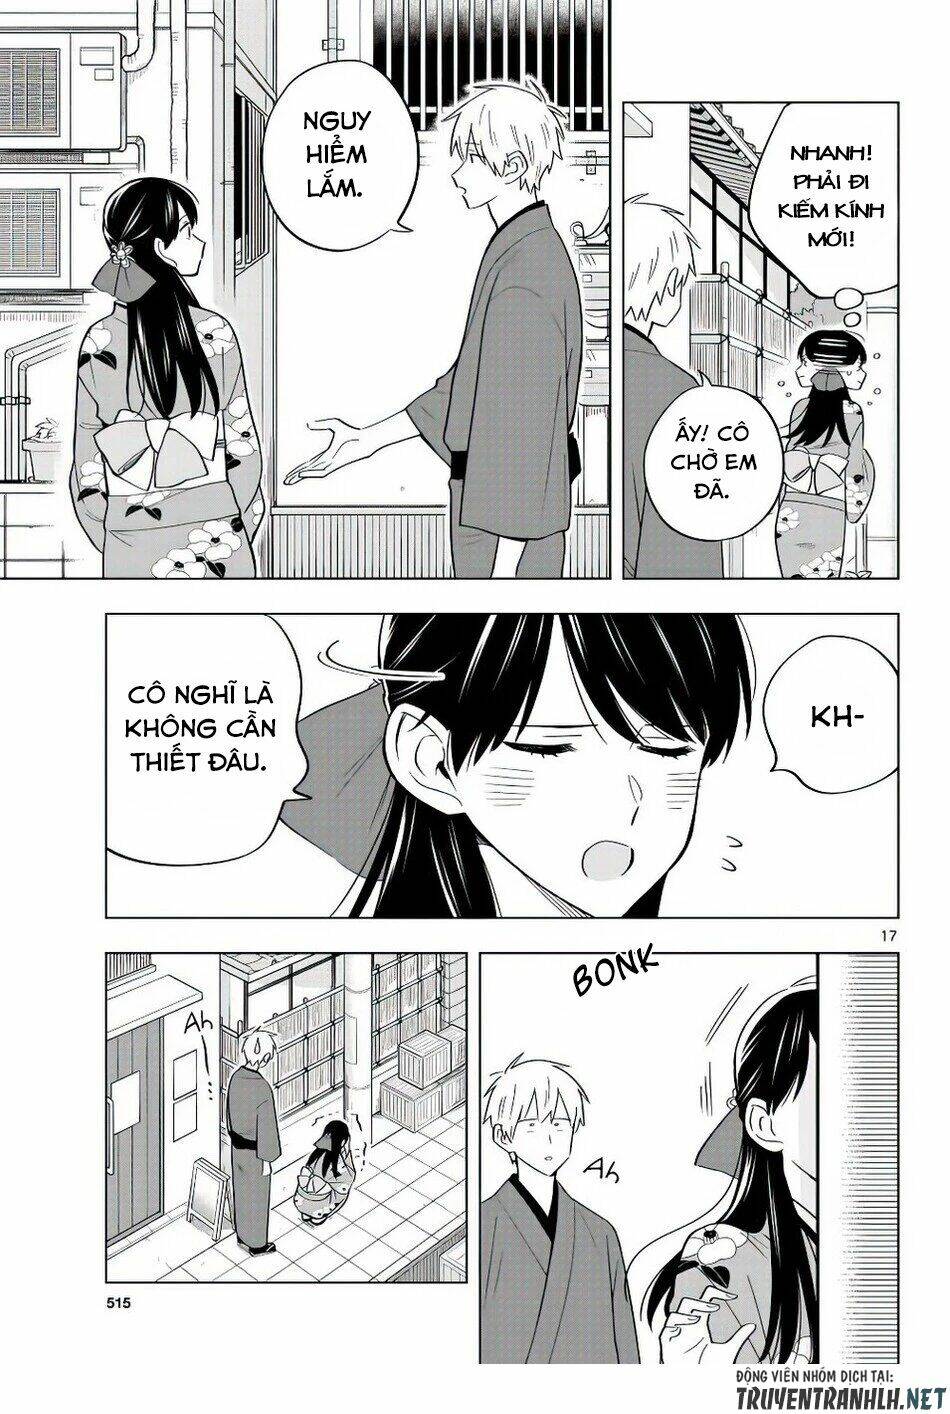 NHANH!
PHẢI ĐI
KIẾM KÍNH
MỚI!
ẤY! CÔ
CHỜ EM
ĐÃ.
NGUY
HIỂM
LẮM.
KH-
CÔ NGHĨ LÀ
KHÔNG CẦN
THIẾT ĐÂU.
17
BONK
Ah
Ah
515
ĐỘNG VIÊN NHÓM DỊCH TẠI:
TRUYENTRANHLH.NET